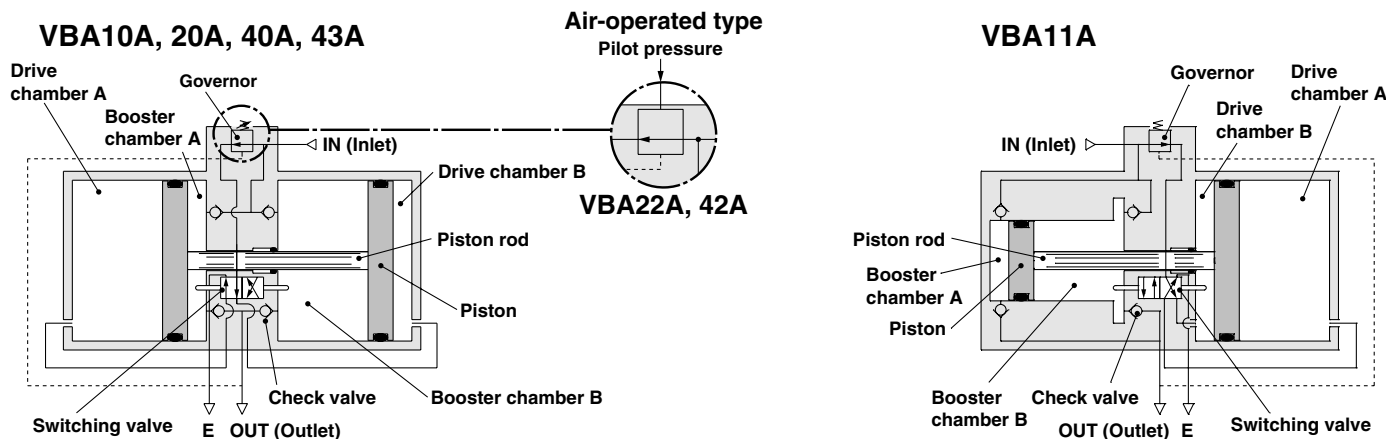 VBA10A, 20A, 40A, 43A
Drive
chamber A
Governor
Booster
chamber A
IN (Inlet)
Drive chamber B
Piston rod
Piston
Booster chamber B
Check valve
Switching valve
E
OUT (Outlet)
Air-operated type
Pilot pressure
VBA22A, 42A
VBA11A
Governor
Drive
chamber A
Drive
chamber B
IN (Inlet)
Piston rod
Booster
chamber A
Piston
Booster
chamber B
Check valve
OUT (Outlet)
E
Switching valve